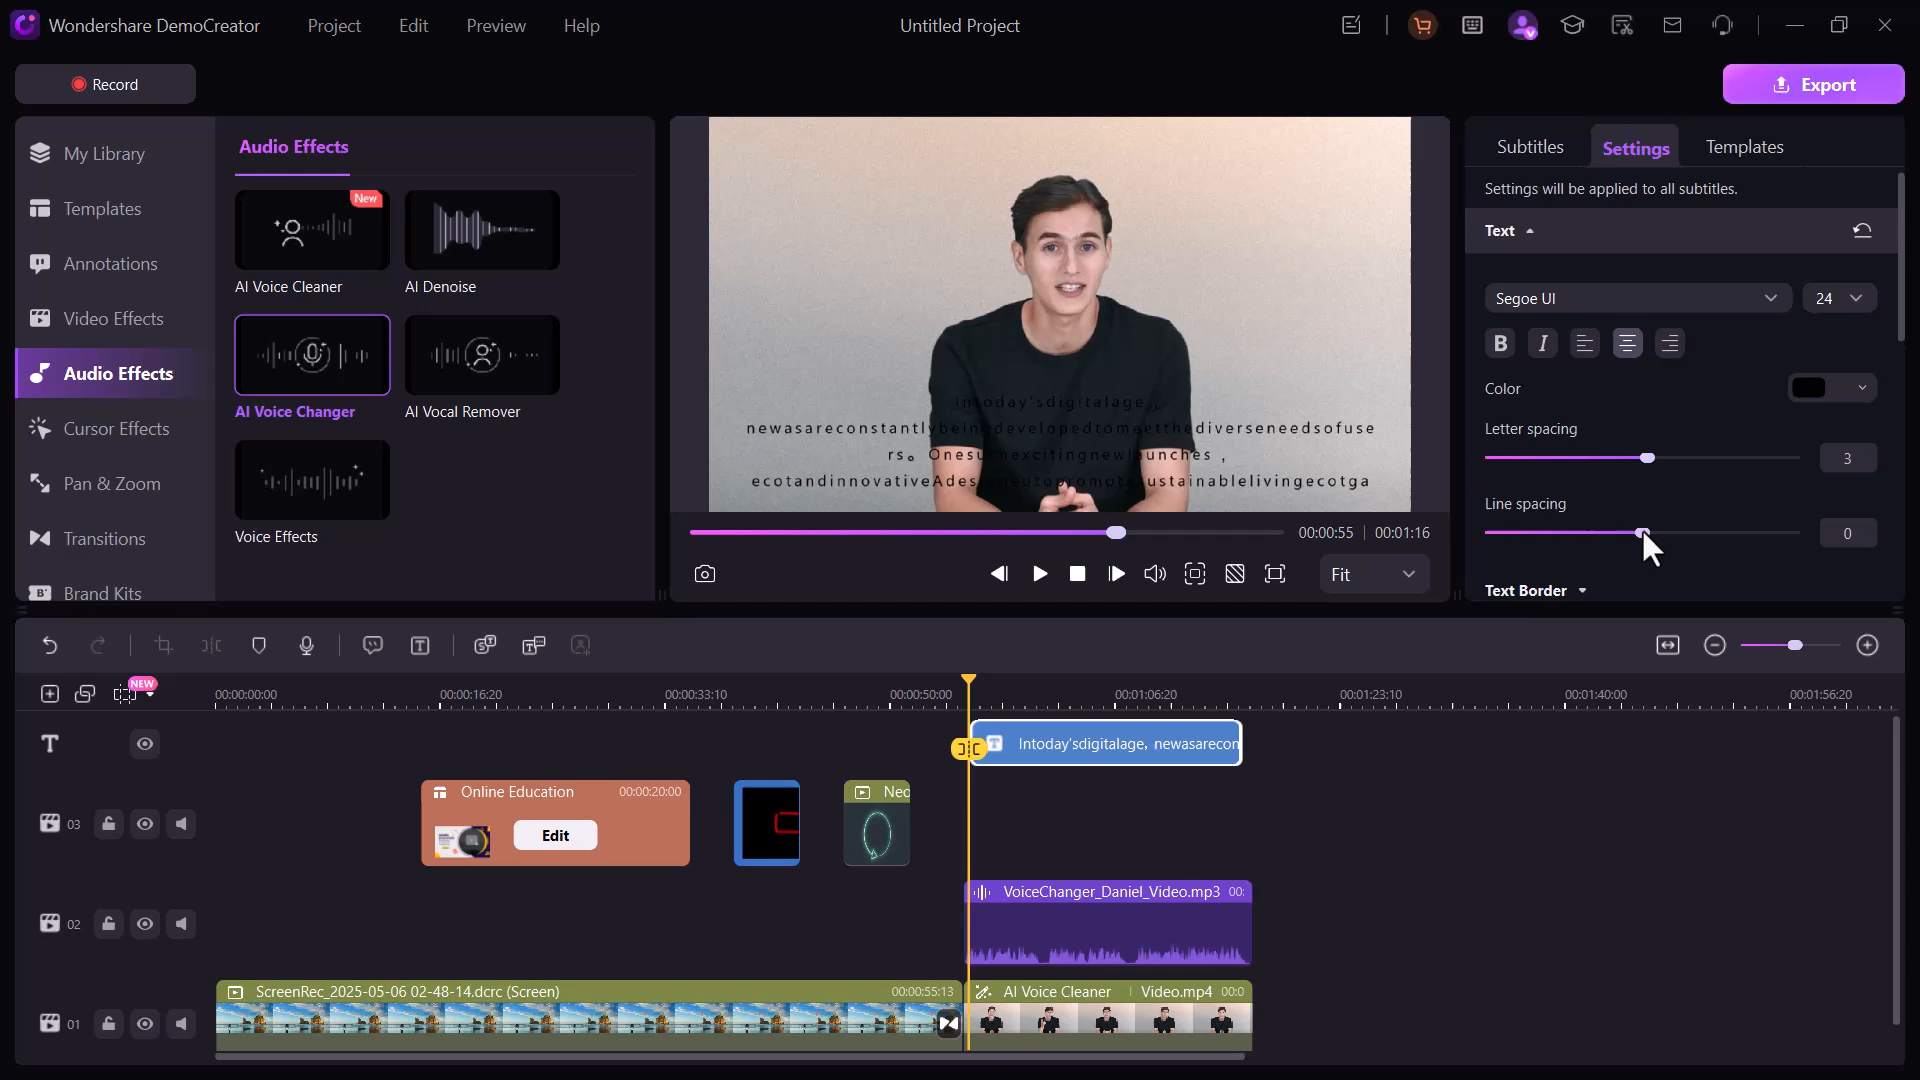 Wondershare DemoCreator
Project
Edit
Preview
Help
Untitled Project
Record
Export
My Library
Templates
Annotations
Video Effects
Audio Effects
Cursor Effects
Pan & Zoom
Transitions
Brand Kits
Audio Effects
New
AI Voice Cleaner
AI Denoise
AI Voice Changer
AI Vocal Remover
Voice Effects
Intoday'sdigitalage，
newasareconstantlybeingdevelopedtomeetthediverseneedsofuse
rs。Onesuchexcitingnewlaunches，
ecotandinnovativeAdesignedtopromotesustainablelivingecotga
00:00:55 | 00:01:16
Fit
Subtitles
Settings
Templates
Settings will be applied to all subtitles.
Text
Segoe UI
24
B
I
Color
Letter spacing
3
Line spacing
0
Text Border
NEW
00:00:00:00
00:00:16:20
00:00:33:10
00:00:50:00
00:01:06:20
00:01:23:10
00:01:40:00
00:01:56:20
T
Intoday'sdigitalage，newasarecon
03
Online Education
00:00:20:00
Edit
Nec
02
VoiceChanger_Daniel_Video.mp3
00:
01
ScreenRec_2025-05-06 02-48-14.dcrc (Screen)
00:00:55:13
AI Voice Cleaner | Video.mp4
00:0